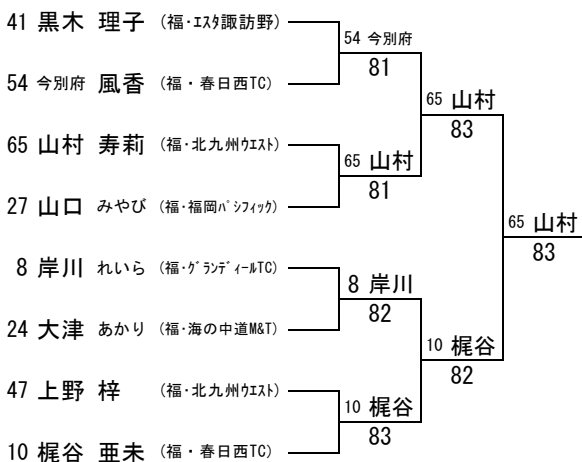 41 黒木 理子 (福・ｴｽﾀ諏訪野)
54 今別府
81
54 今別府 風香 (福・春日西TC)
65 山村
83
65 山村 寿莉 (福・北九州ｳｴｽﾄ)
65 山村
81
27 山口 みやび (福・福岡ﾊﾟｼﾌｨｯｸ)
65 山村
83
8 岸川 れいら (福・ｸﾞﾗﾝﾃﾞｨｰﾙTC)
8 岸川
82
24 大津 あかり (福・海の中道M&T)
10 梶谷
82
47 上野 梓 (福・北九州ｳｴｽﾄ)
10 梶谷
83
10 梶谷 亜未 (福・春日西TC)